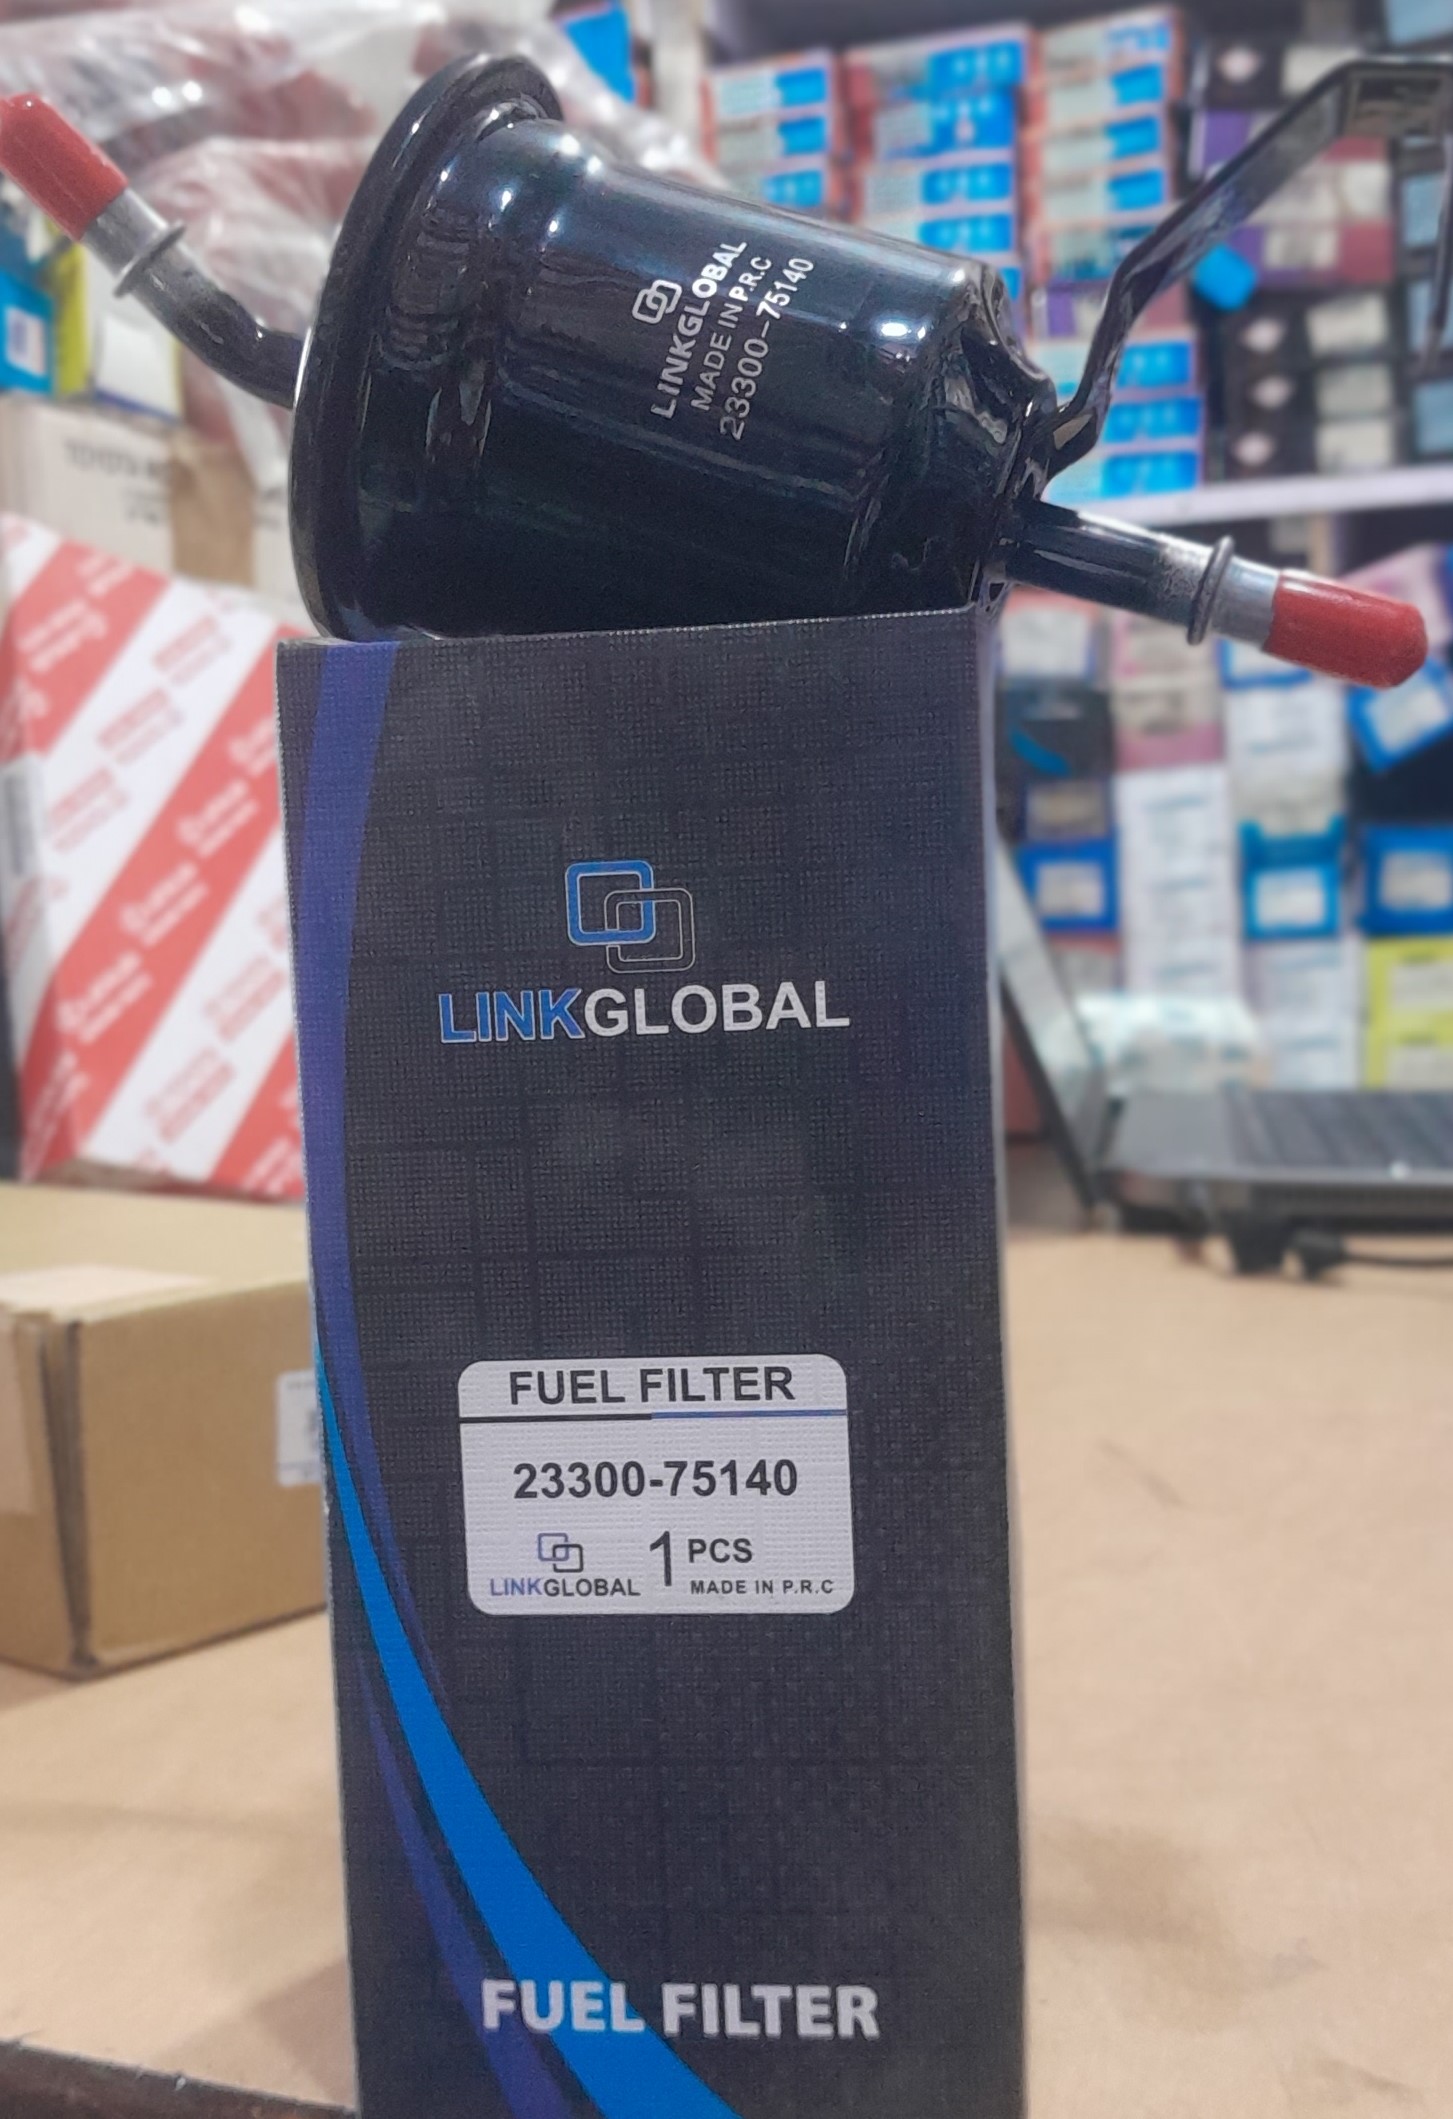 LINKGLOBAL
MADE IN P.R.C
23300-75140
LINKGLOBAL
FUEL FILTER
23300-75140
LINKGLOBAL
1 PCS
MADE IN P.R.C
FUEL FILTER